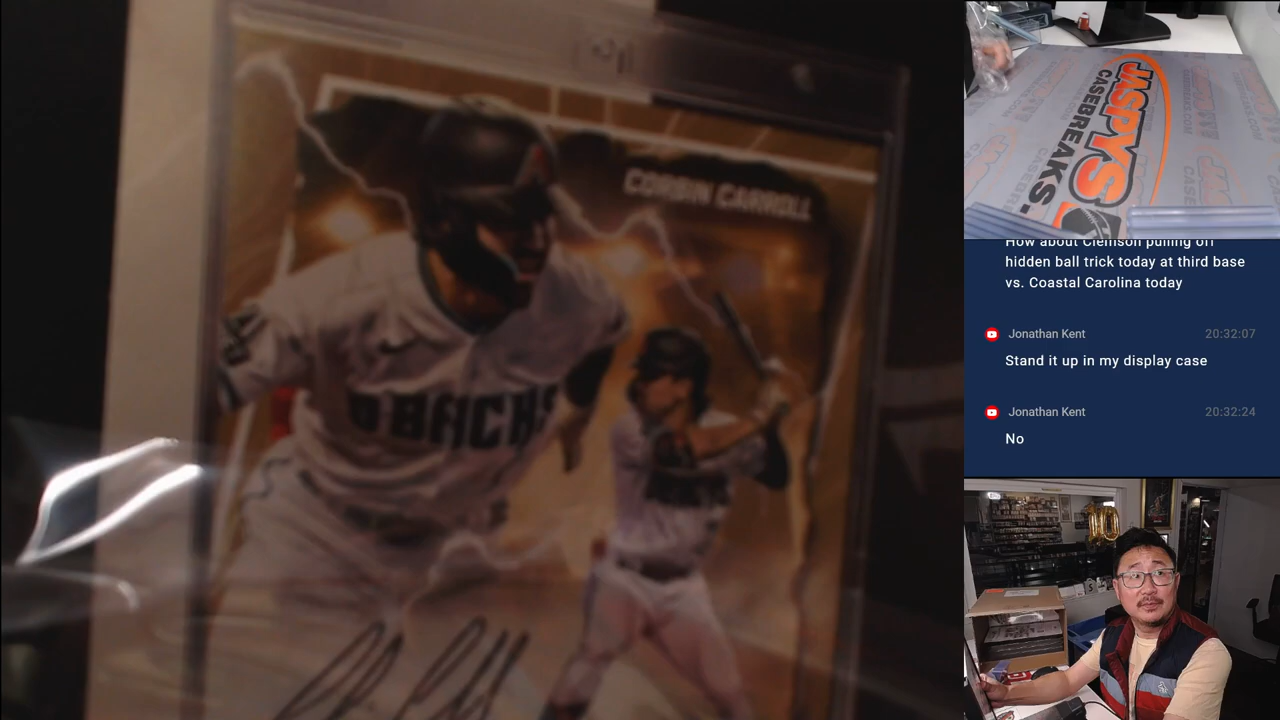 CORBIN CARROLL
D-BACKS
JASPYS
CASEBREAKS.
How about Clemson pulling off
hidden ball trick today at third base
vs. Coastal Carolina today
Jonathan Kent 20:32:07
Stand it up in my display case
Jonathan Kent 20:32:24
No
10